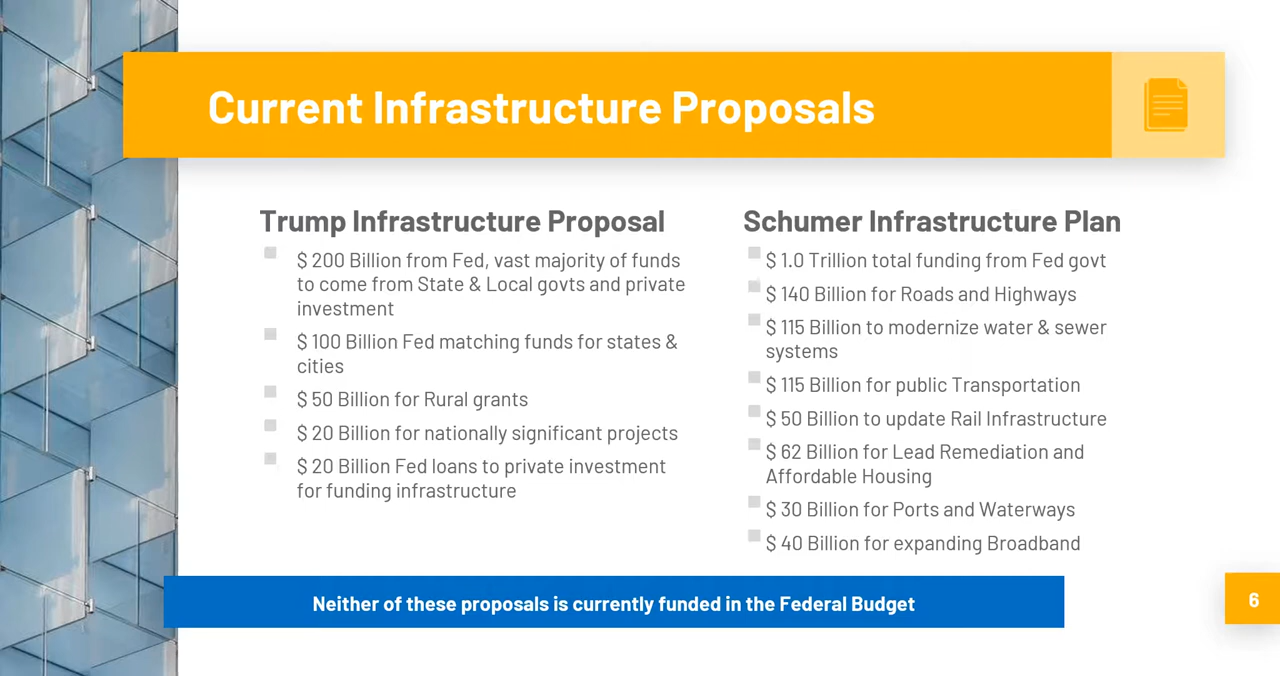 Current Infrastructure Proposals
Trump Infrastructure Proposal
$ 200 Billion from Fed, vast majority of funds
to come from State & Local govts and private
investment
$ 100 Billion Fed matching funds for states &
cities
$ 50 Billion for Rural grants
$ 20 Billion for nationally significant projects
$ 20 Billion Fed loans to private investment
for funding infrastructure
Schumer Infrastructure Plan
$ 1.0 Trillion total funding from Fed govt
$ 140 Billion for Roads and Highways
$ 115 Billion to modernize water & sewer
systems
$ 115 Billion for public Transportation
$ 50 Billion to update Rail Infrastructure
$ 62 Billion for Lead Remediation and
Affordable Housing
$ 30 Billion for Ports and Waterways
$ 40 Billion for expanding Broadband
Neither of these proposals is currently funded in the Federal Budget
6